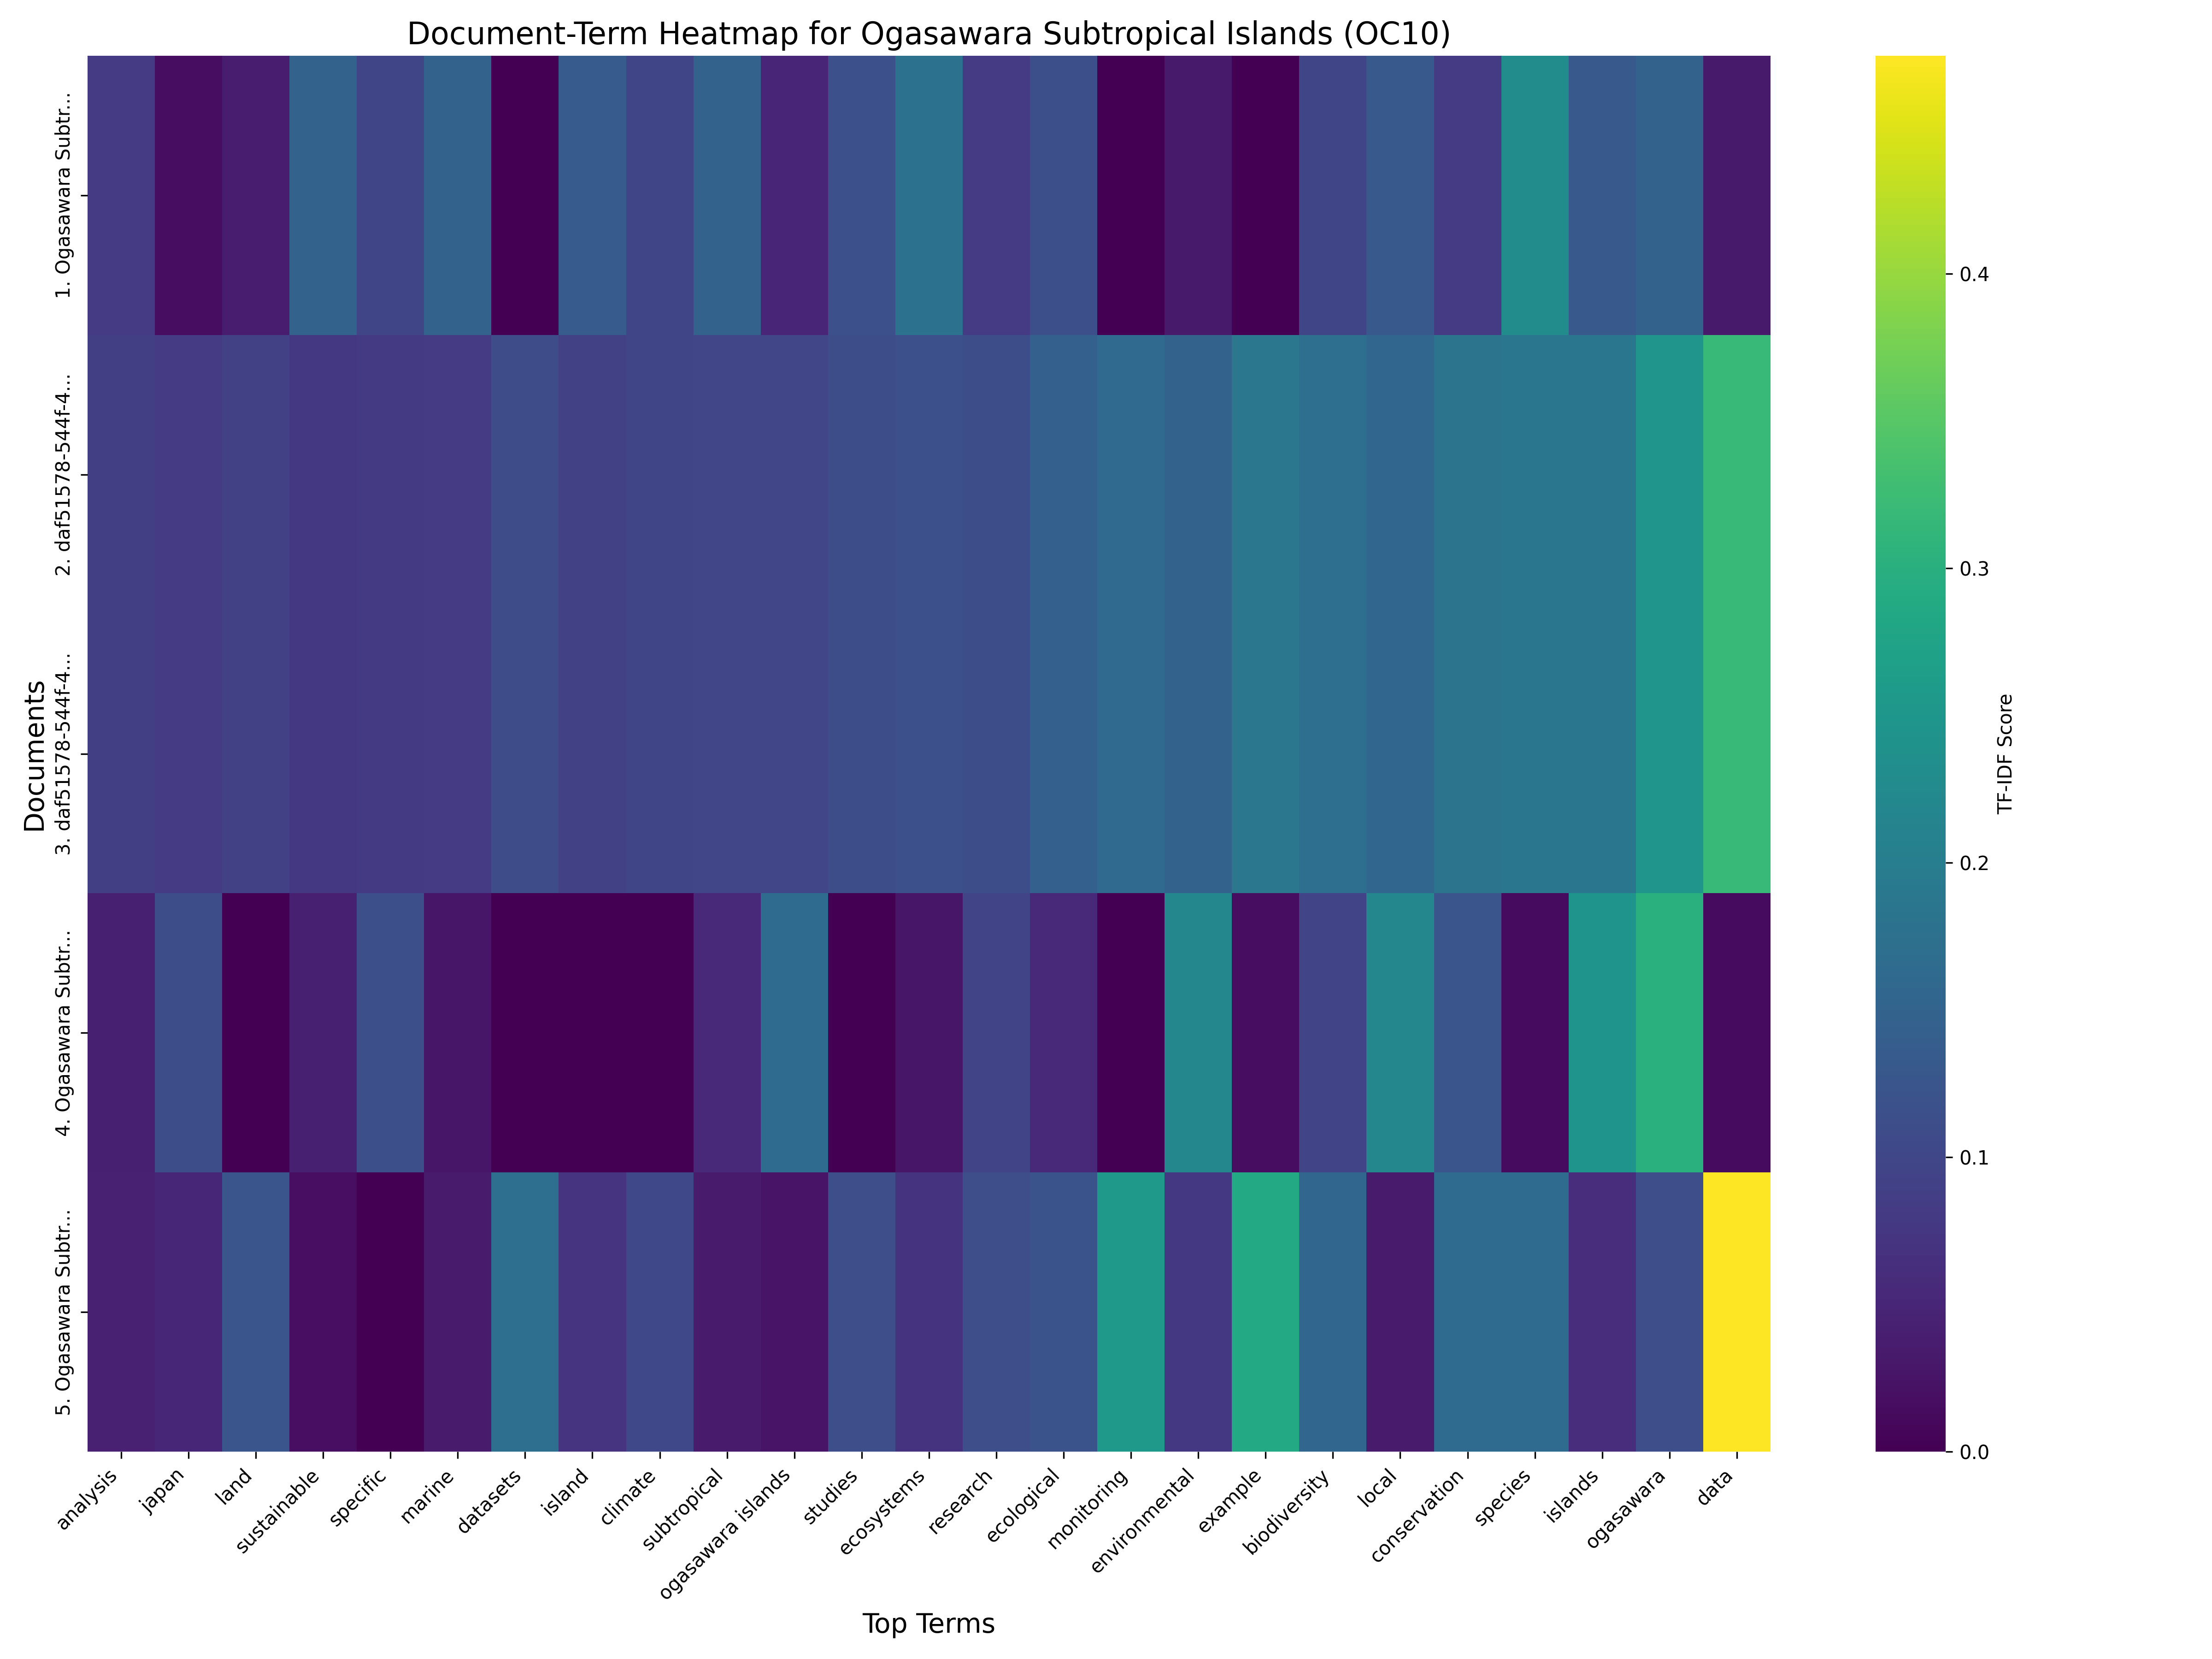 Document-Term Heatmap for Ogasawara Subtropical Islands (OC10)
Documents
1. Ogasawara Subtr...
2. daf51578-544f-4...
3. daf51578-544f-4...
4. Ogasawara Subtr...
5. Ogasawara Subtr...
analysis
japan
land
sustainable
specific
marine
datasets
island
climate
subtropical
ogasawara islands
studies
ecosystems
research
ecological
monitoring
environmental
example
biodiversity
local
conservation
species
islands
ogasawara
data
Top Terms
0.4
0.3
0.2
0.1
0.0
TF-IDF Score